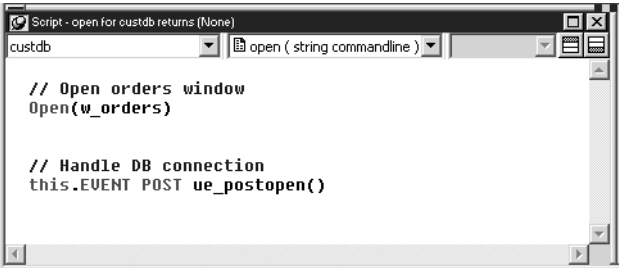 Script - open for custdb returns (None)
custdb open ( string commandline )
// Open orders window
Open(w_orders)
// Handle DB connection
this.EVENT POST ue_postopen()